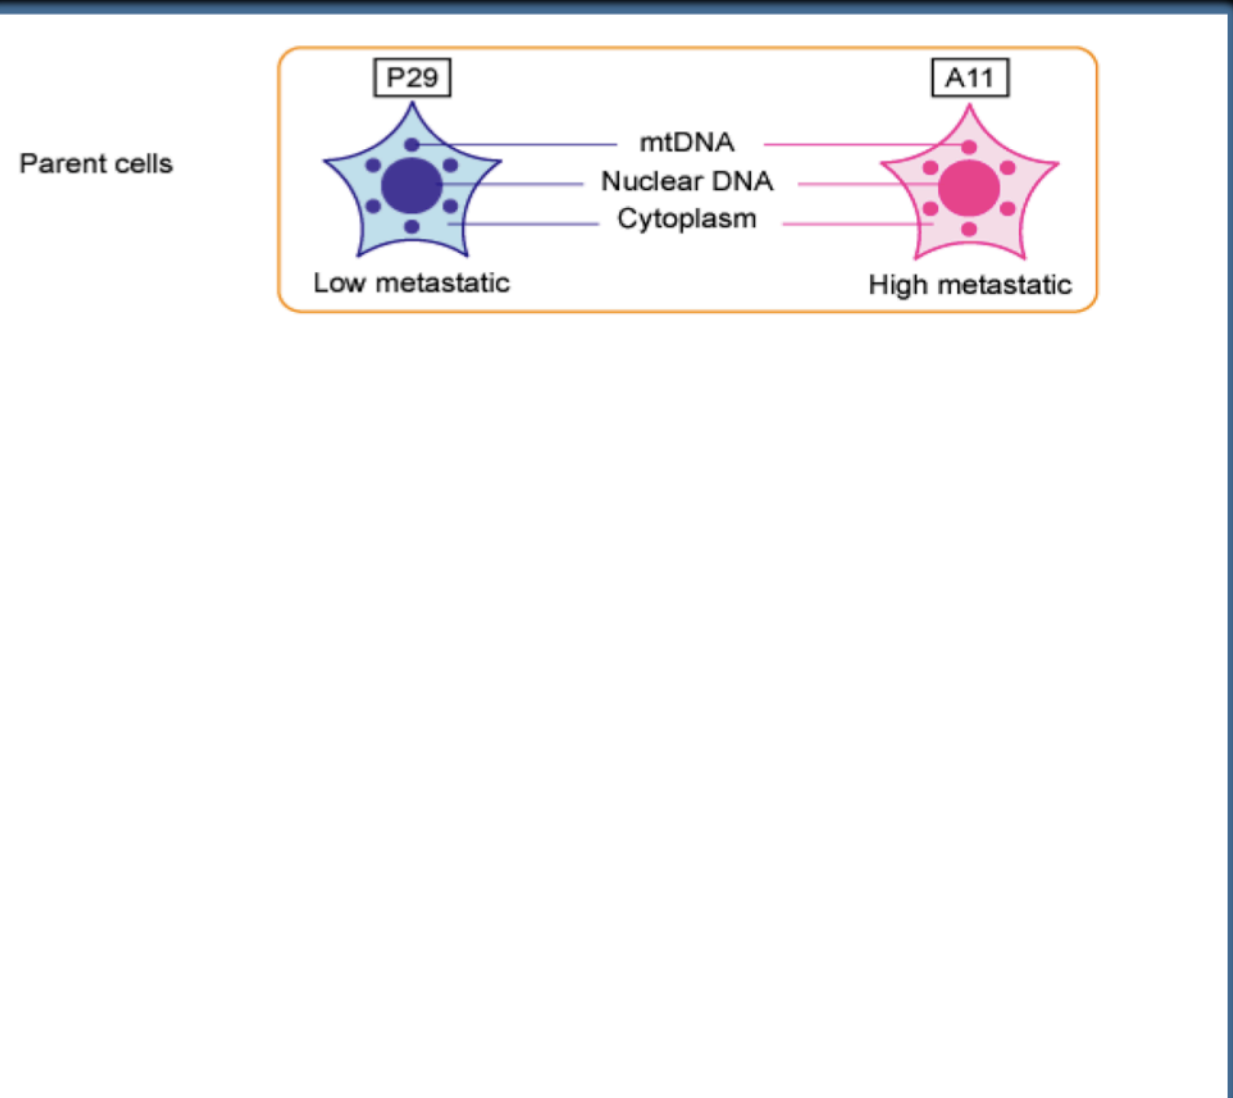 P29
A11
mtDNA
Parent cells
Nuclear DNA
Cytoplasm
Low metastatic
High metastatic